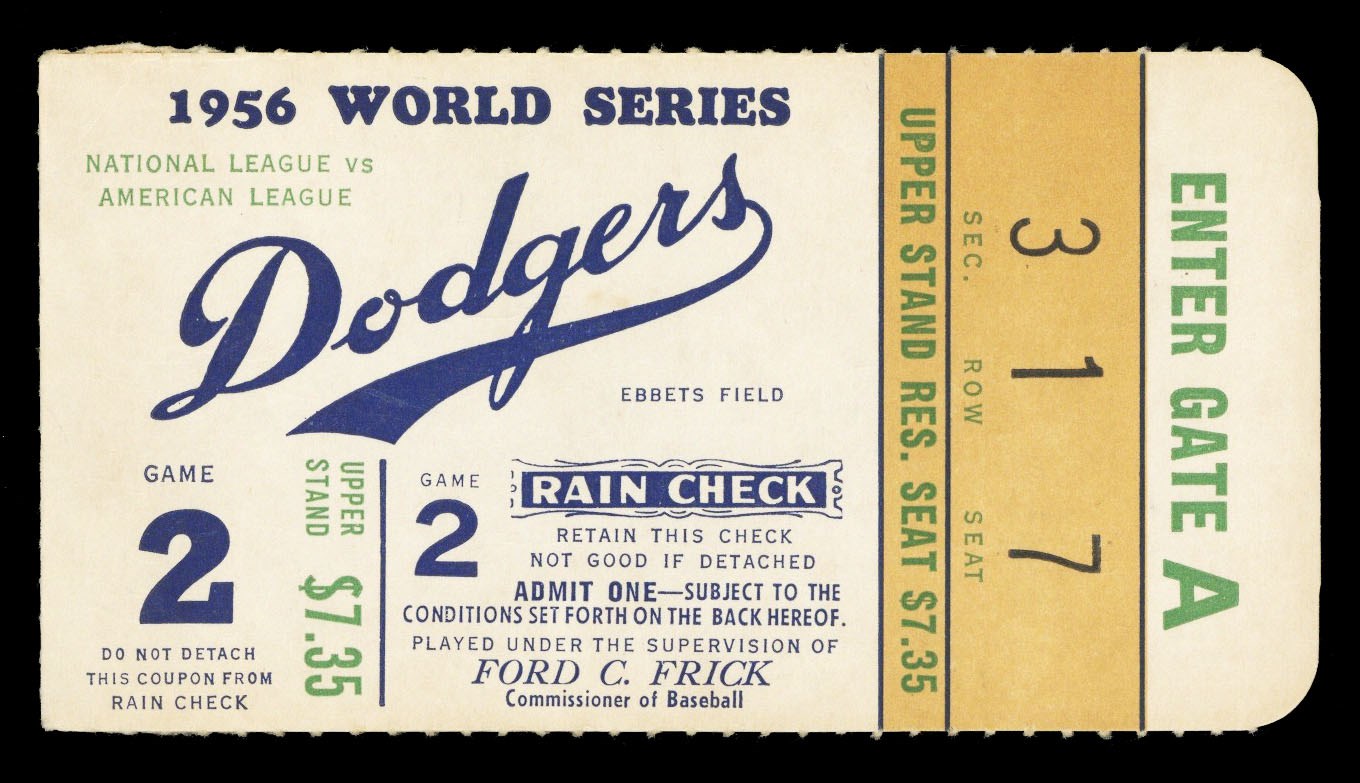 1956 WORLD SERIES
NATIONAL LEAGUE VS
AMERICAN LEAGUE
Dodgers
EBBETS FIELD
GAME
2
DO NOT DETACH
THIS COUPON FROM
RAIN CHECK
UPPER
STAND
$7.35
GAME
2
RAIN CHECK
RETAIN THIS CHECK
NOT GOOD IF DETACHED
ADMIT ONE—SUBJECT TO THE
CONDITIONS SET FORTH ON THE BACK HEREOF.
PLAYED UNDER THE SUPERVISION OF
FORD C. FRICK
Commissioner of Baseball
UPPER STAND RES. SEAT $7.35
SEC. ROW SEAT
3 1 7
ENTER GATE A